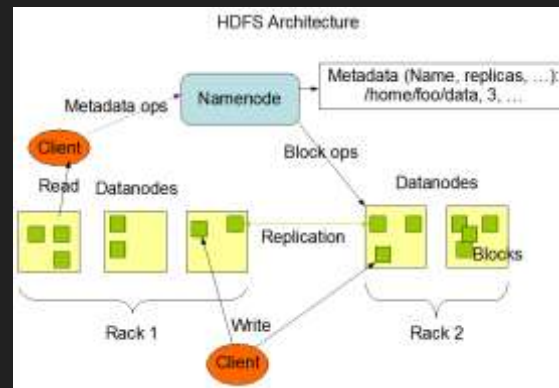 HDFS Architecture
Metadata (Name, replicas, …):
/home/foo/data, 3, …
Namenode
Metadata ops
Client
Block ops
Read
Datanodes
Datanodes
Replication
Blocks
Rack 1
Write
Rack 2
Client